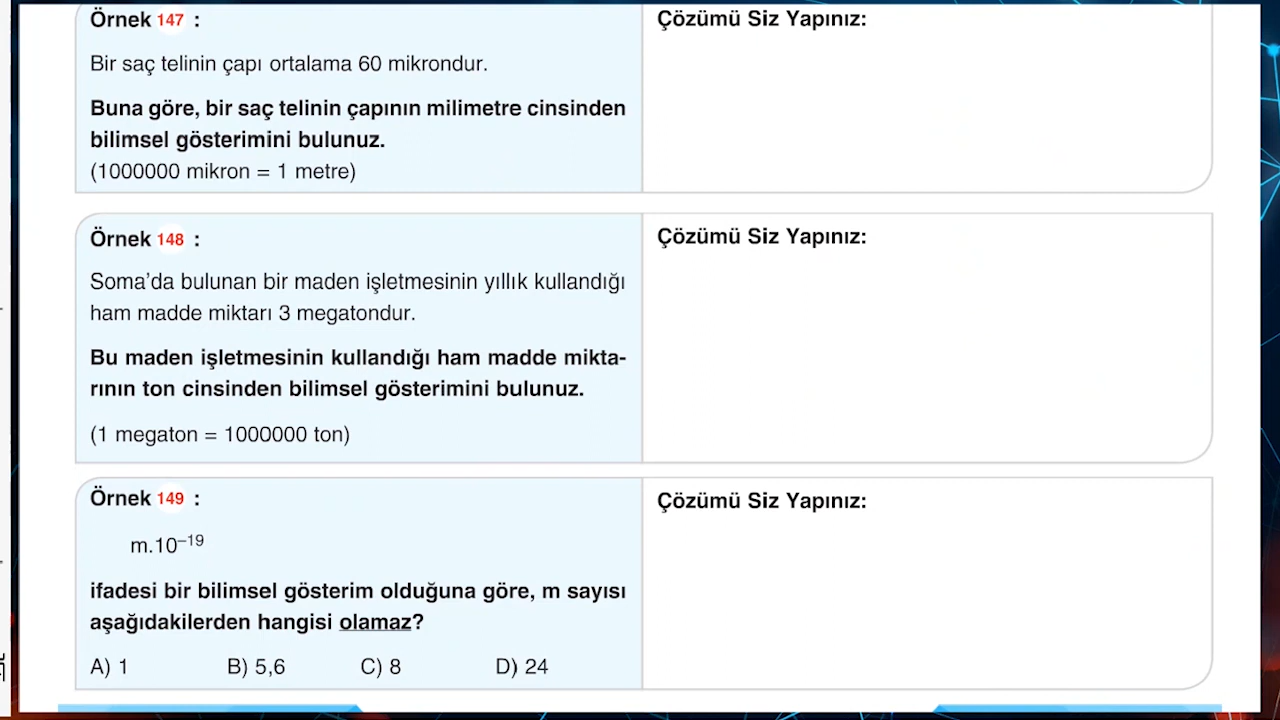 Örnek 147 :
Bir saç telinin çapı ortalama 60 mikrondur.
Buna göre, bir saç telinin çapının milimetre cinsinden
bilimsel gösterimini bulunuz.
(1000000 mikron = 1 metre)
Çözümü Siz Yapınız:
Örnek 148 :
Soma'da bulunan bir maden işletmesinin yıllık kullandığı
ham madde miktarı 3 megatondur.
Bu maden işletmesinin kullandığı ham madde mikta-
rının ton cinsinden bilimsel gösterimini bulunuz.
(1 megaton = 1000000 ton)
Çözümü Siz Yapınız:
Örnek 149 :
m.10⁻¹⁹
ifadesi bir bilimsel gösterim olduğuna göre, m sayısı
aşağıdakilerden hangisi olamaz?
A) 1 B) 5,6 C) 8 D) 24
Çözümü Siz Yapınız: